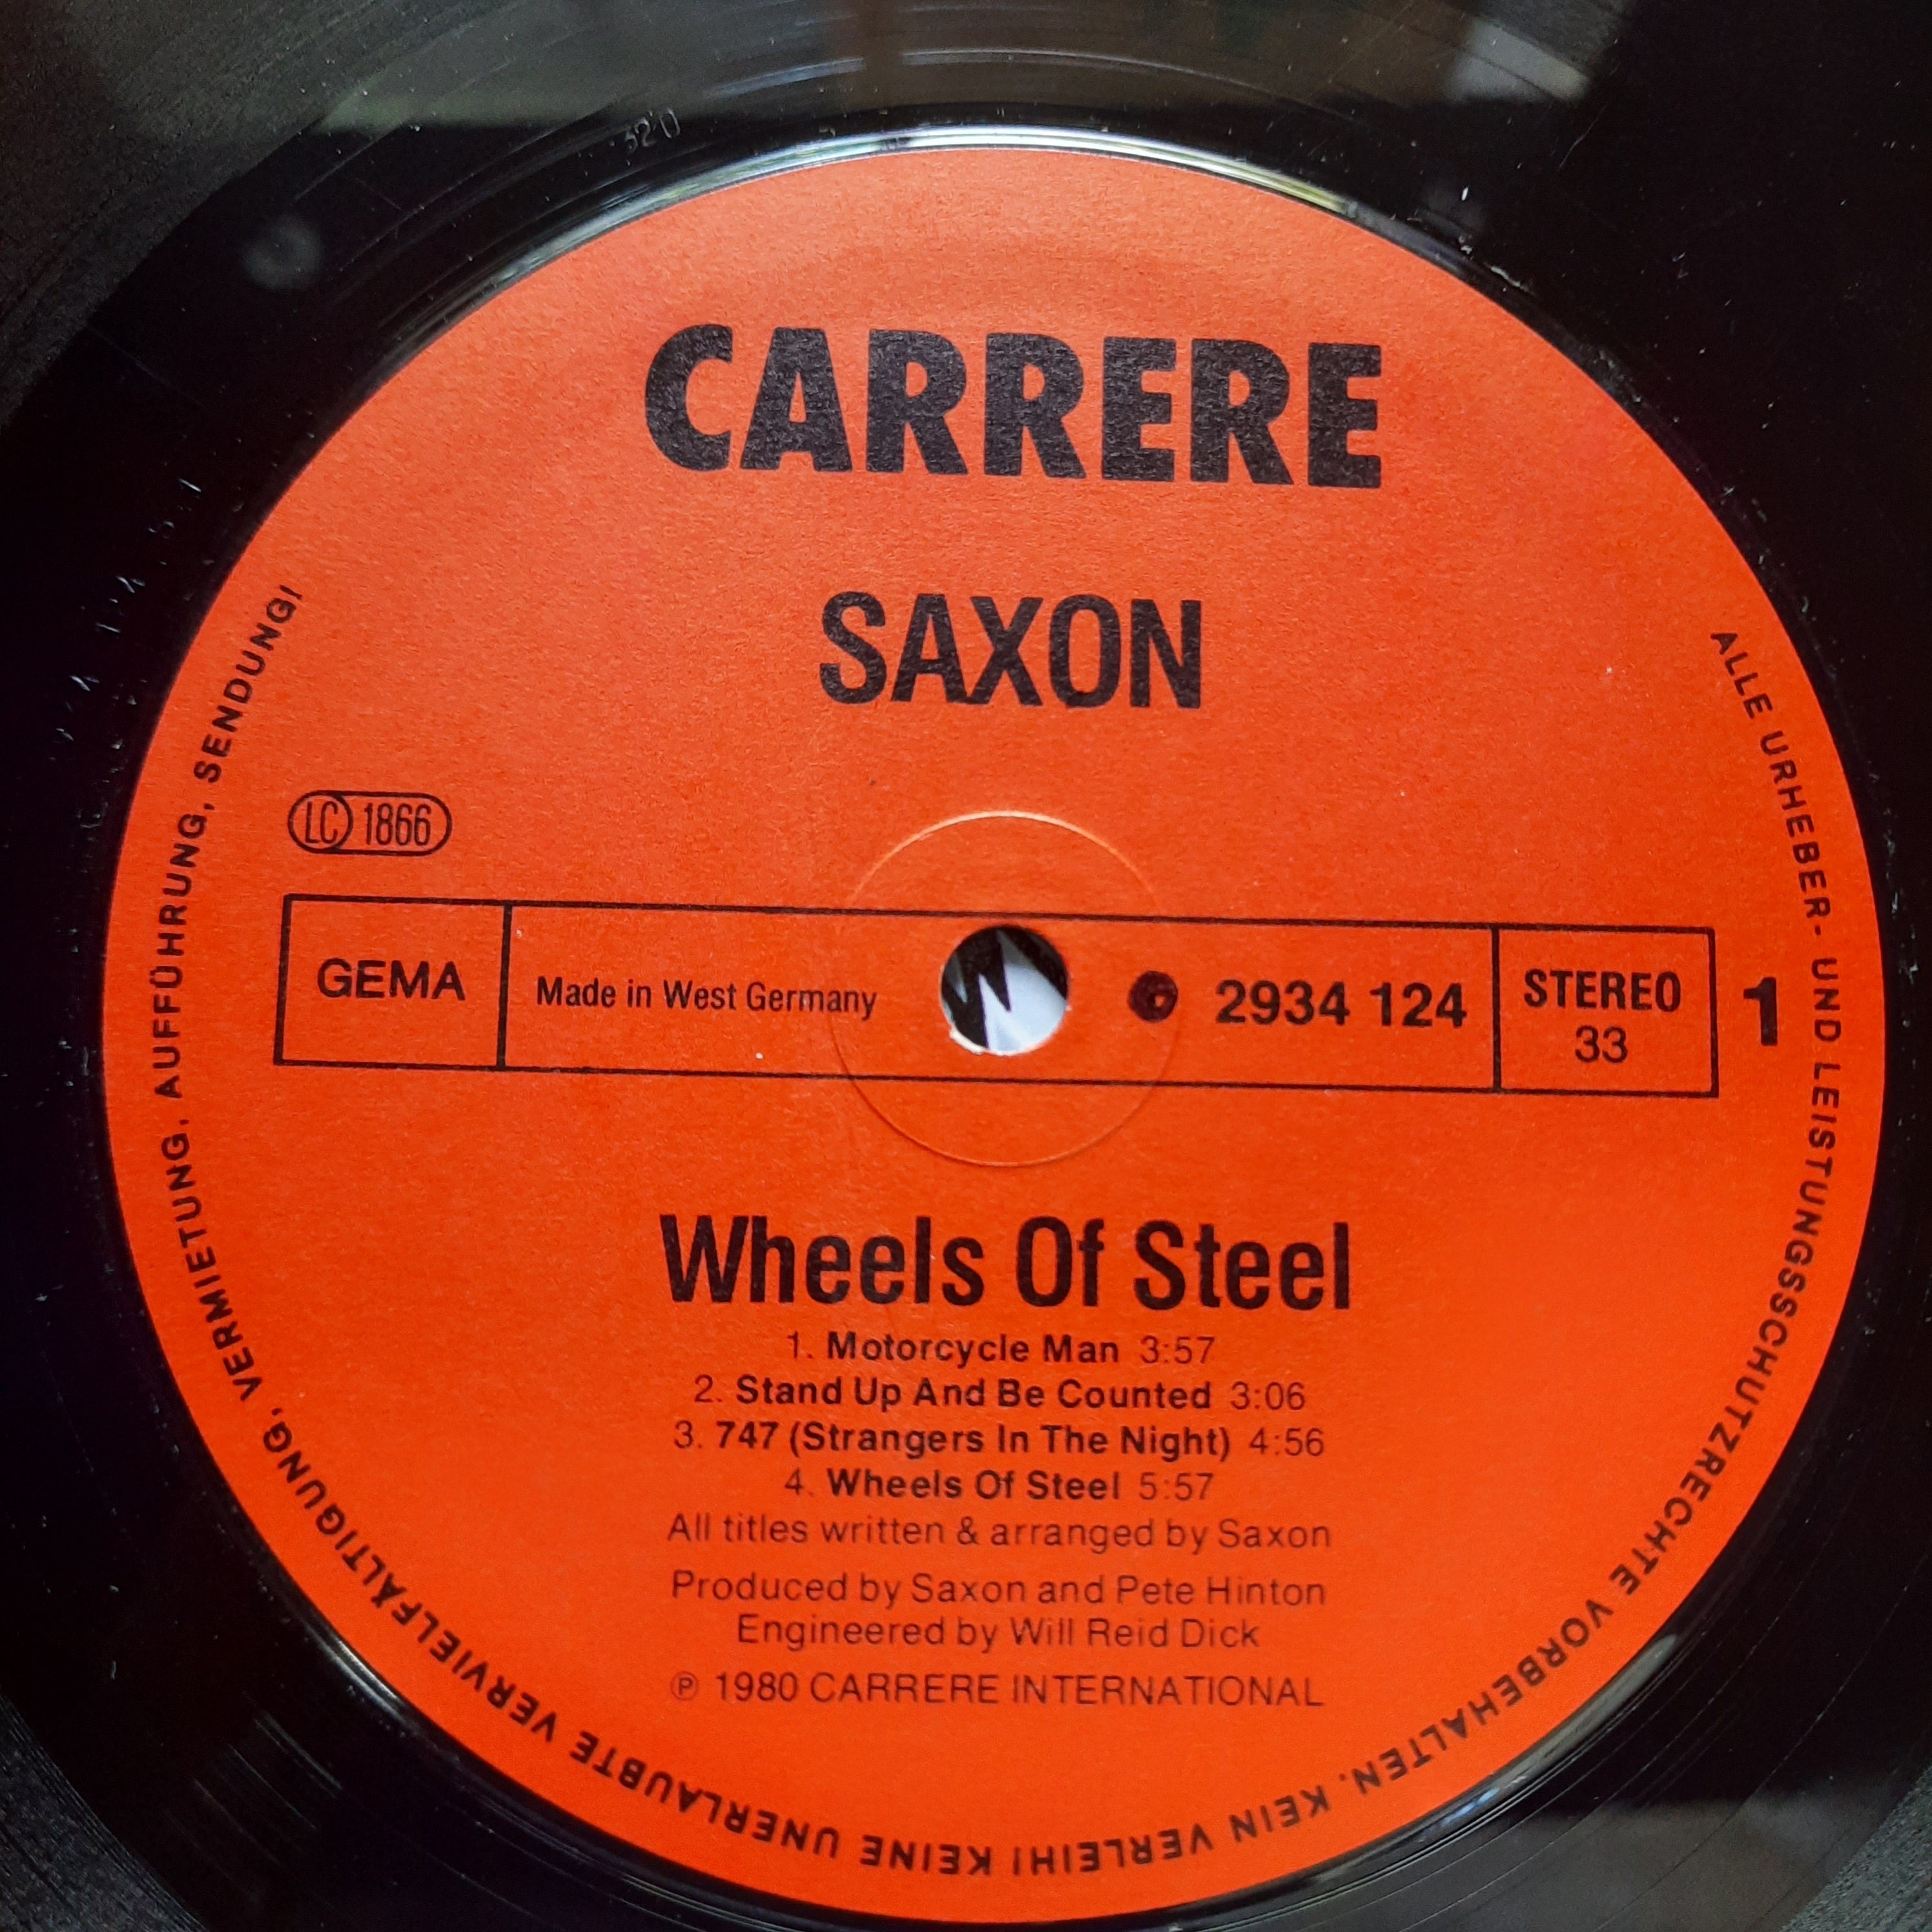 CARRERE
SAXON
LC 1866
GEMA
Made in West Germany
2934 124
STEREO
33
1
Wheels Of Steel
1. Motorcycle Man 3:57
2. Stand Up And Be Counted 3:06
3. 747 (Strangers In The Night) 4:56
4. Wheels Of Steel 5:57
All titles written & arranged by Saxon
Produced by Saxon and Pete Hinton
Engineered by Will Reid Dick
℗ 1980 CARRERE INTERNATIONAL
ALLE URHEBER- UND LEISTUNGSSCHUTZRECHTE VORBEHALTEN. KEIN VERLEIH! KEINE UNERLAUBTE VERVIELFÄLTIGUNG, VERMIETUNG, AUFFÜHRUNG, SENDUNG!
320